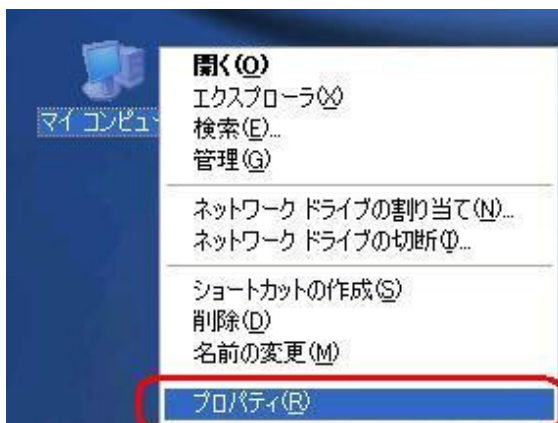 マイ コンピュ
開く(O)
エクスプローラ(X)
検索(E)...
管理(G)
ネットワーク ドライブの割り当て(N)...
ネットワーク ドライブの切断(I)...
ショートカットの作成(S)
削除(D)
名前の変更(M)
プロパティ(R)